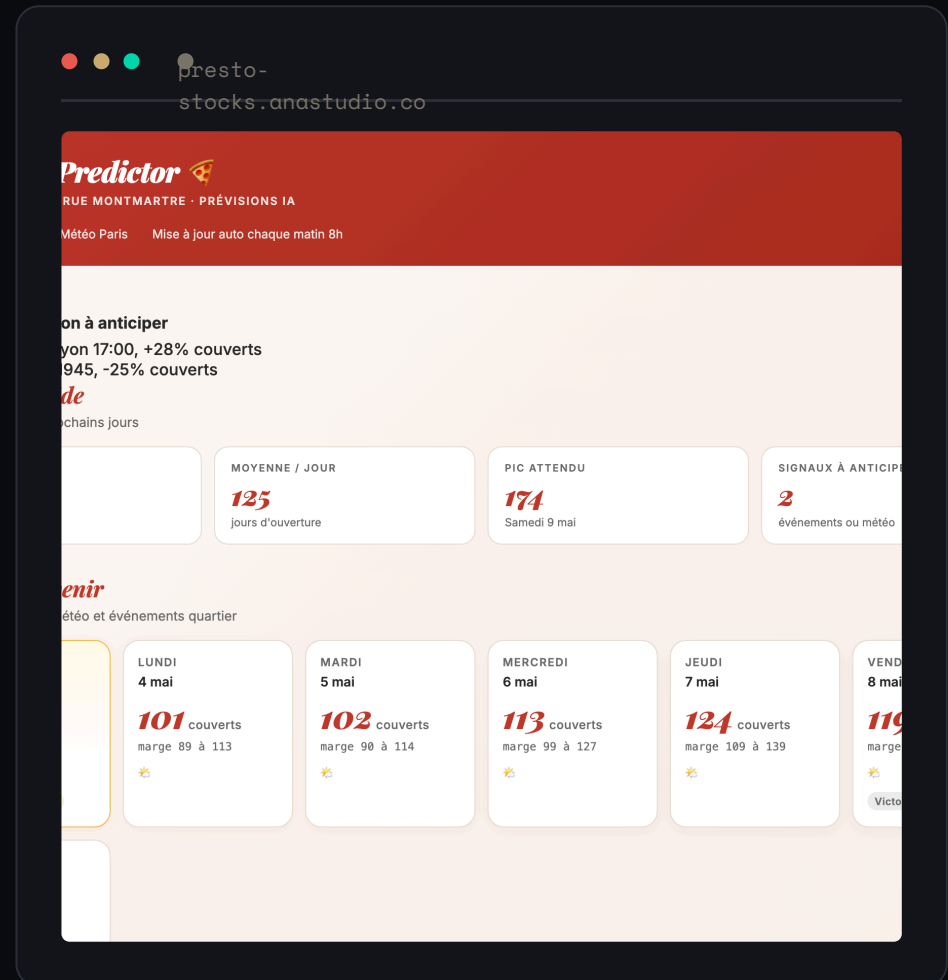 presto-
stocks.anastudio.co
Predictor
RUE MONTMARTRE · PRÉVISIONS IA
Météo Paris Mise à jour auto chaque matin 8h
on à anticiper
yon 17:00, +28% couverts
1945, -25% couverts
de
ochains jours
MOYENNE / JOUR
125
jours d'ouverture
PIC ATTENDU
174
Samedi 9 mai
SIGNAUX À ANTICIPE
2
événements ou météo
enir
étéo et événements quartier
LUNDI
4 mai
101 couverts
marge 89 à 113
MARDI
5 mai
102 couverts
marge 90 à 114
MERCREDI
6 mai
113 couverts
marge 99 à 127
JEUDI
7 mai
124 couverts
marge 109 à 139
VEND
8 mai
119
marge
Victo